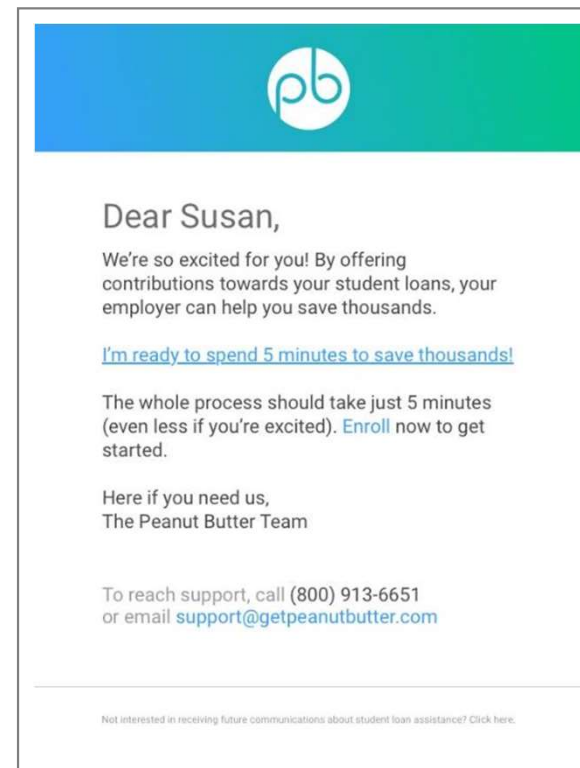 pb
Dear Susan,
We're so excited for you! By offering
contributions towards your student loans, your
employer can help you save thousands.
I'm ready to spend 5 minutes to save thousands!
The whole process should take just 5 minutes
(even less if you're excited). Enroll now to get
started.
Here if you need us,
The Peanut Butter Team
To reach support, call (800) 913-6651
or email support@getpeanutbutter.com
Not interested in receiving future communications about student loan assistance? Click here.